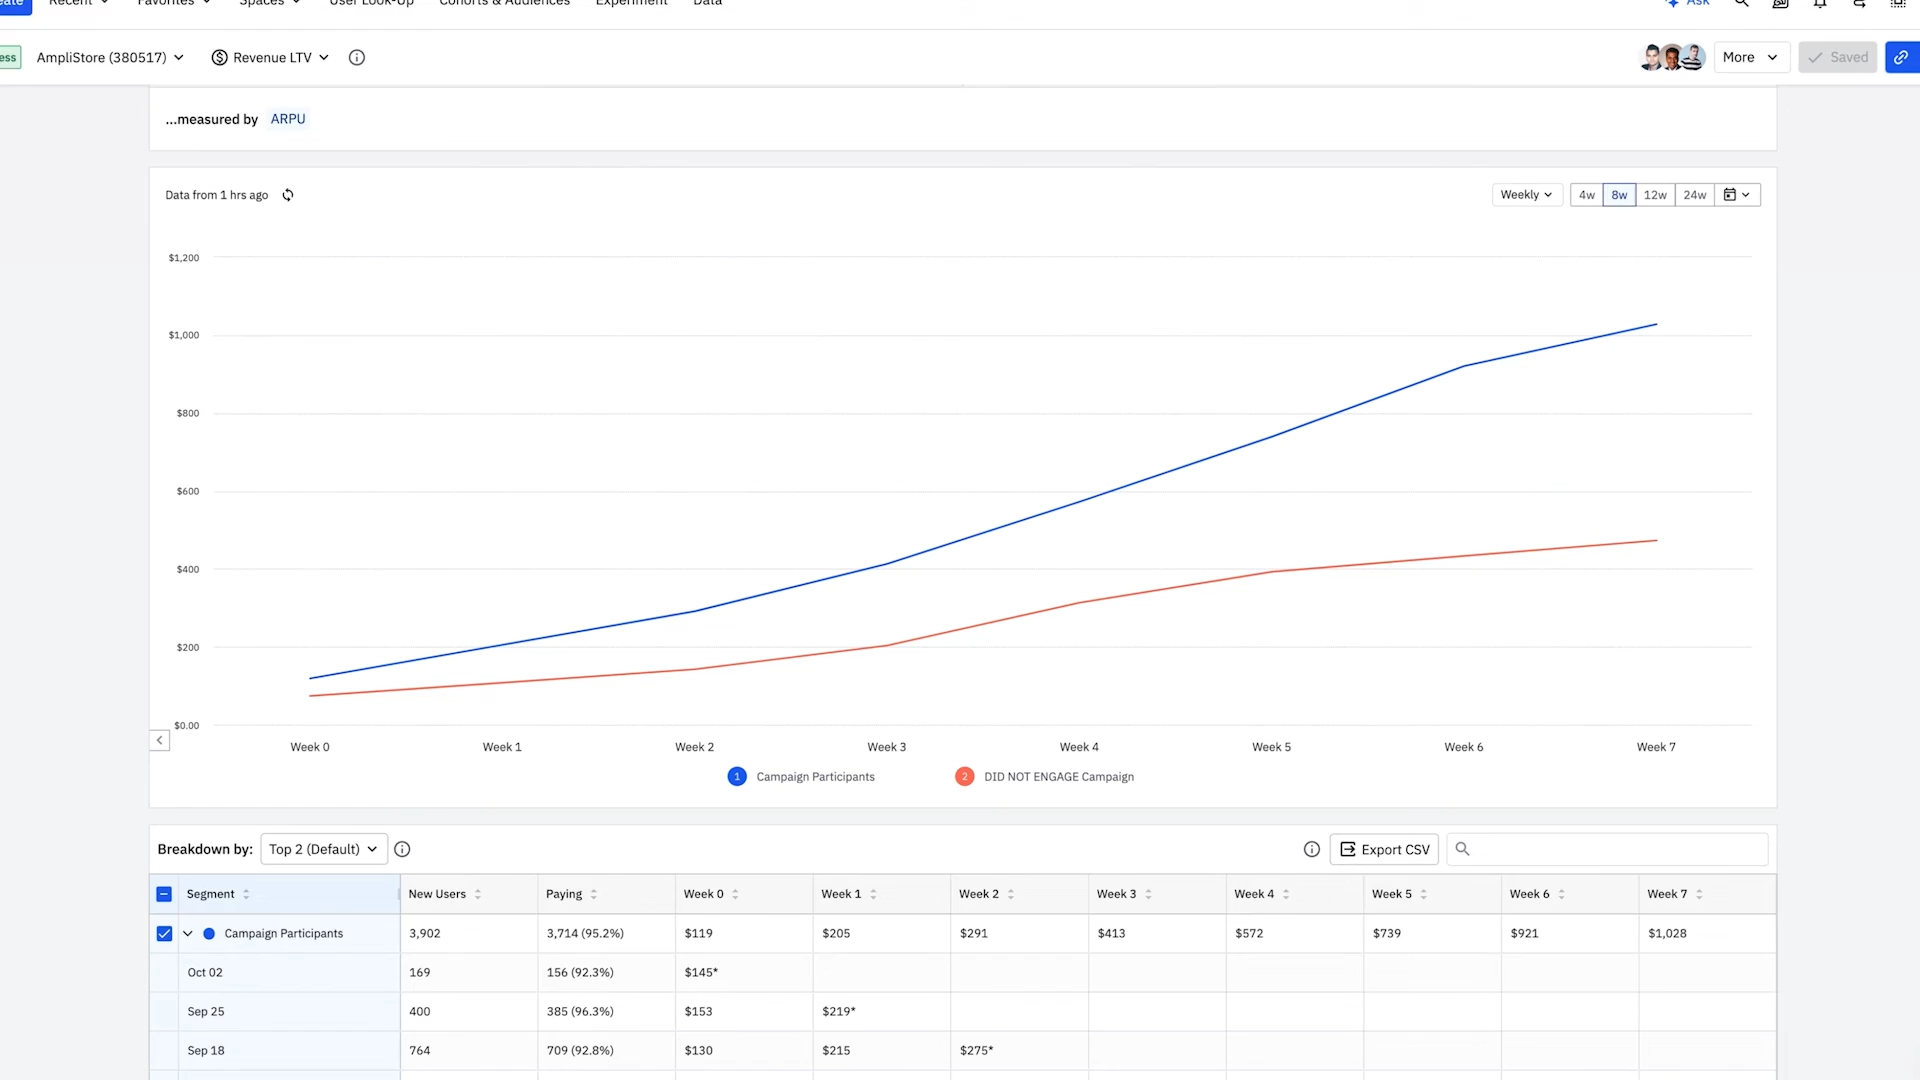 Recent Favorites Spaces User Look-Up Cohorts & Audiences Experiment Data Ask
AmpliStore (380517) Revenue LTV More Saved
...measured by ARPU
Data from 1 hrs ago Weekly 4w 8w 12w 24w
$1,200
$1,000
$800
$600
$400
$200
$0.00
Week 0 Week 1 Week 2 Week 3 Week 4 Week 5 Week 6 Week 7
1 Campaign Participants 2 DID NOT ENGAGE Campaign
Breakdown by: Top 2 (Default) Export CSV
Segment New Users Paying Week 0 Week 1 Week 2 Week 3 Week 4 Week 5 Week 6 Week 7
Campaign Participants 3,902 3,714 (95.2%) $119 $205 $291 $413 $572 $739 $921 $1,028
Oct 02 169 156 (92.3%) $145*
Sep 25 400 385 (96.3%) $153 $219*
Sep 18 764 709 (92.8%) $130 $215 $275*